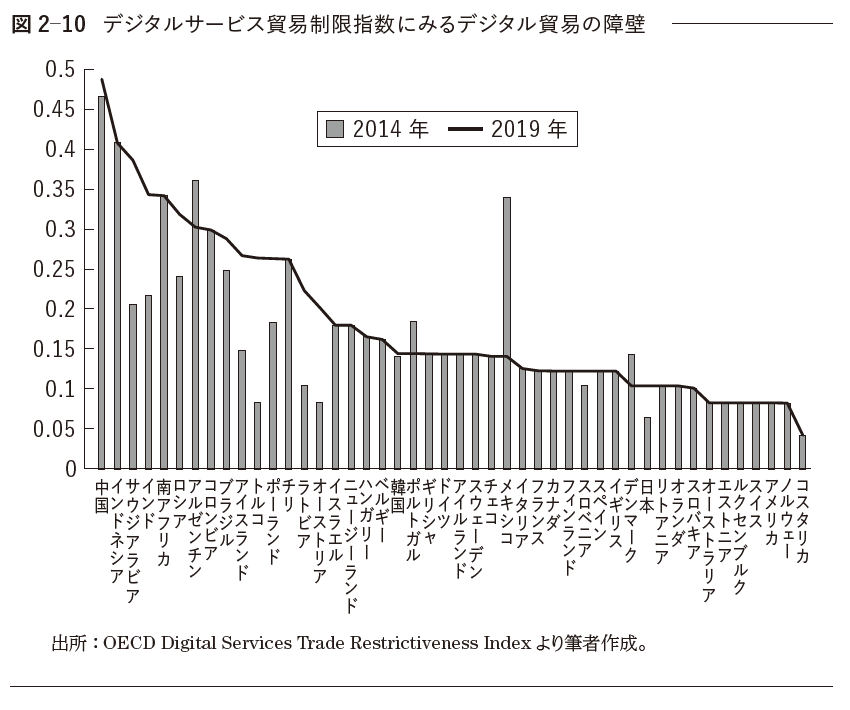 図 2–10 デジタルサービス貿易制限指数にみるデジタル貿易の障壁
0.5
0.45
0.4
0.35
0.3
0.25
0.2
0.15
0.1
0.05
0
2014 年
2019 年
中国
インドネシア
サウジアラビア
インド
南アフリカ
ロシア
アルゼンチン
コロンビア
ブラジル
アイスランド
トルコ
ポーランド
チリ
ラトビア
オーストリア
イスラエル
ニュージーランド
ハンガリー
ベルギー
韓国
ポルトガル
ギリシャ
ドイツ
アイルランド
スウェーデン
チェコ
メキシコ
イタリア
フランス
カナダ
フィンランド
スロベニア
スペイン
イギリス
デンマーク
日本
リトアニア
オランダ
スロバキア
オーストラリア
エストニア
ルクセンブルク
スイス
アメリカ
ノルウェー
コスタリカ
出所：OECD Digital Services Trade Restrictiveness Index より筆者作成。